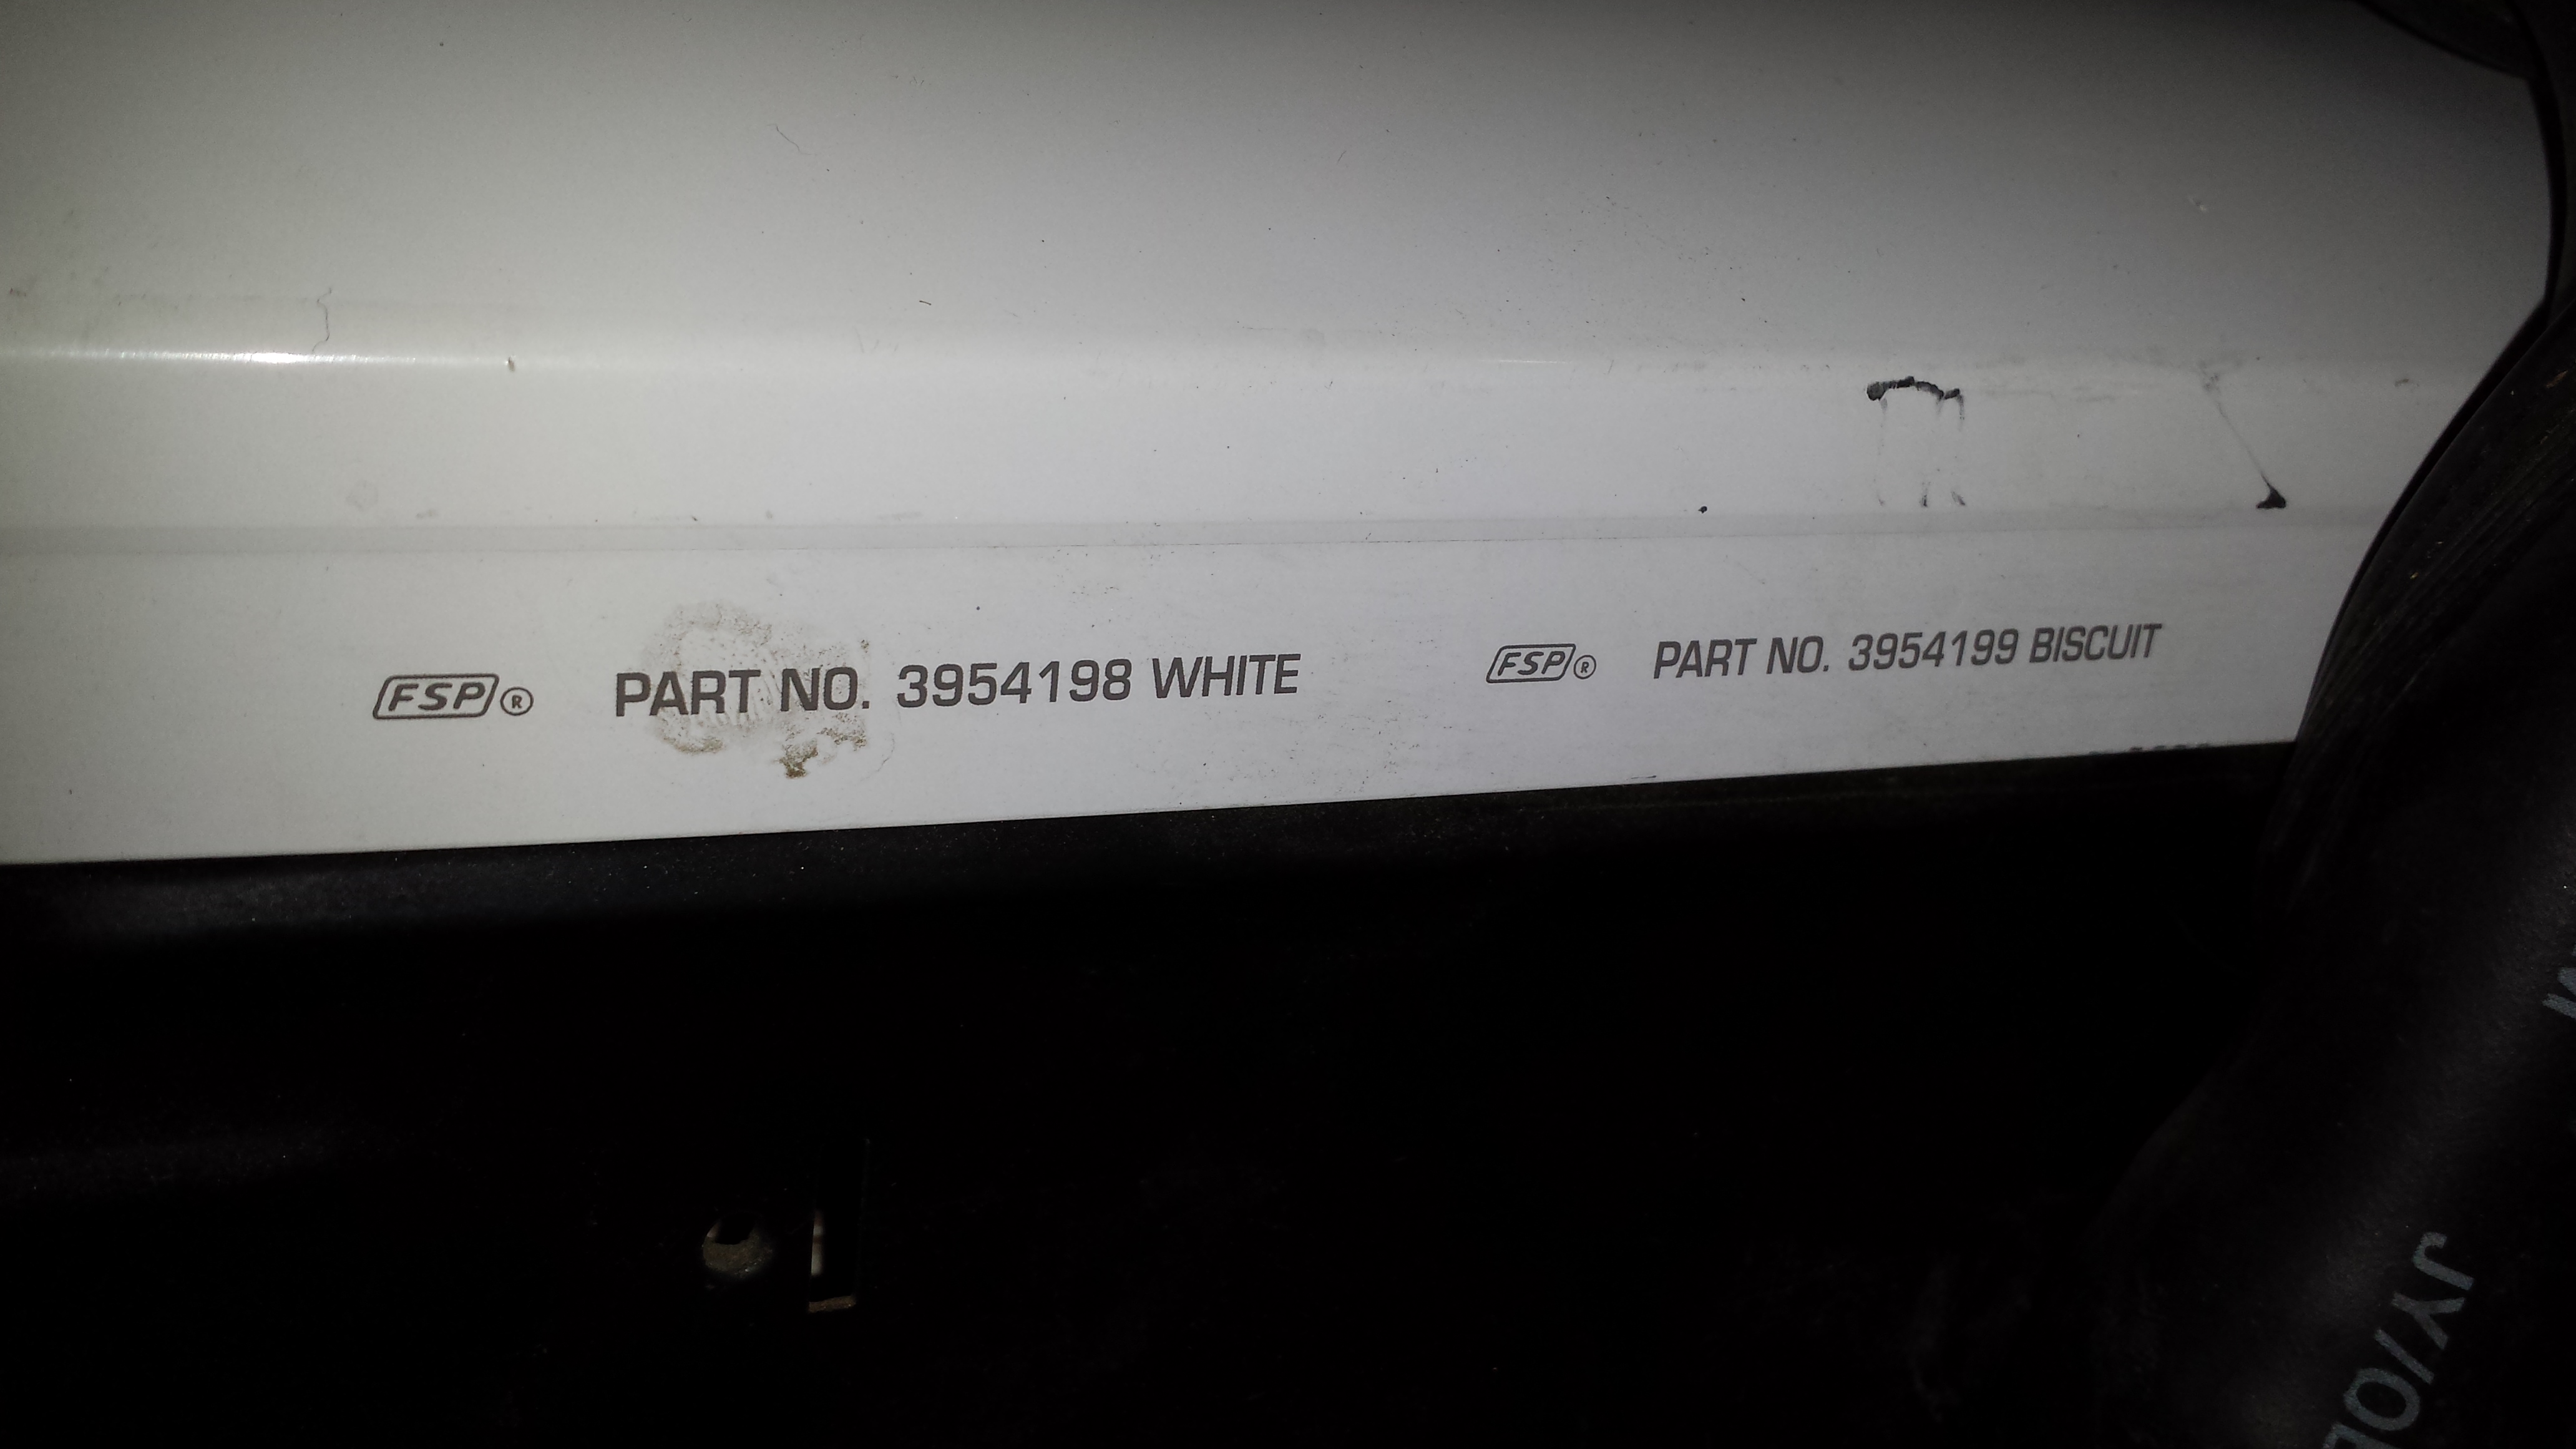 FSP® PART NO. 3954198 WHITE FSP® PART NO. 3954199 BISCUIT